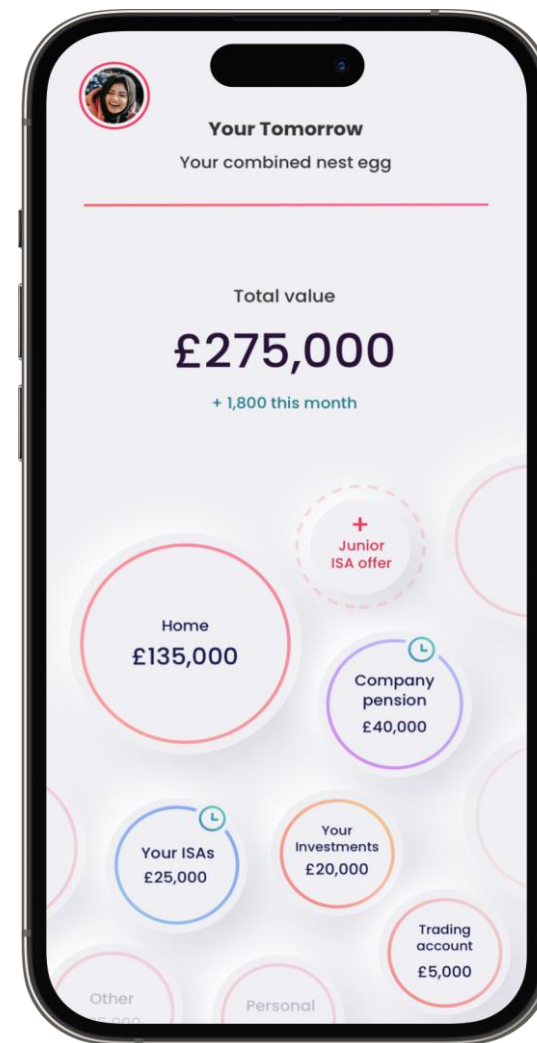 Your Tomorrow
Your combined nest egg
Total value
£275,000
+ 1,800 this month
+
Junior
ISA offer
Home
£135,000
Company
pension
£40,000
Your ISAs
£25,000
Your
Investments
£20,000
Trading
account
£5,000
Other
Personal